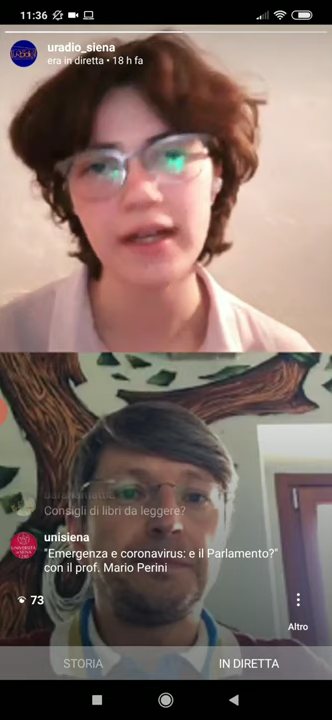 11:36
uradio_siena
era in diretta • 18 h fa
Consigli di libri da leggere?
unisiena
"Emergenza e coronavirus: e il Parlamento?"
con il prof. Mario Perini
73
Altro
STORIA
IN DIRETTA